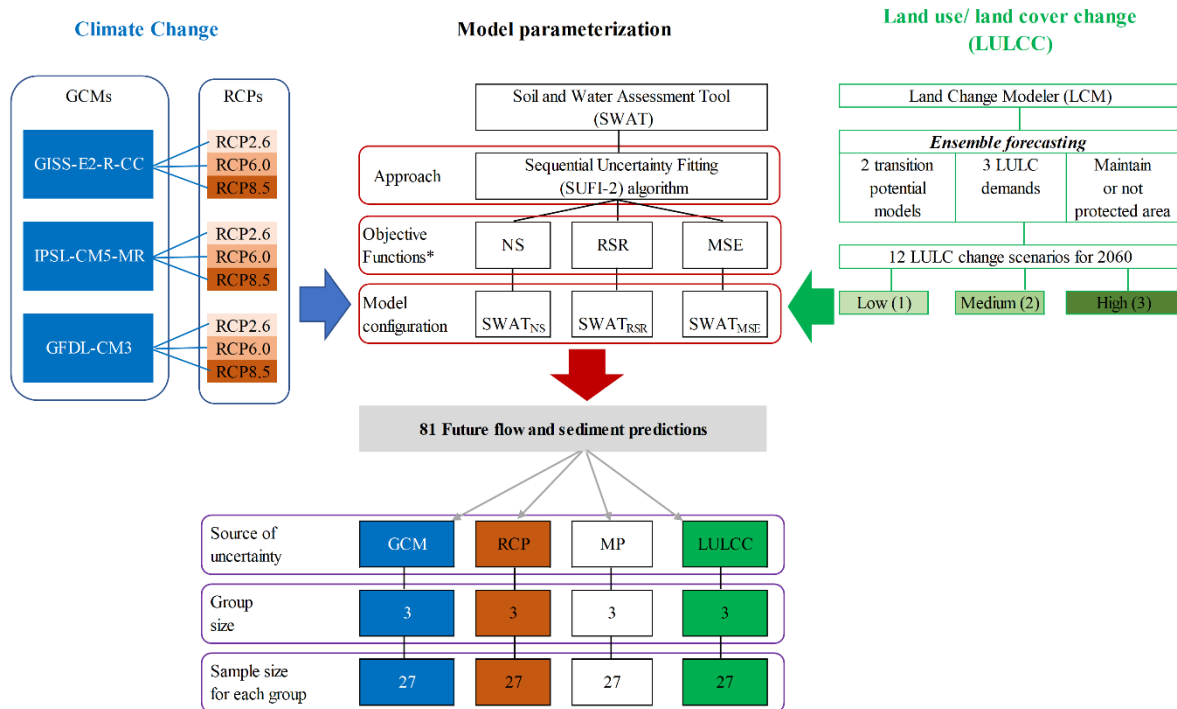 Climate Change
GCMs
RCPs
GISS-E2-R-CC
RCP2.6
RCP6.0
RCP8.5
IPSL-CM5-MR
RCP2.6
RCP6.0
RCP8.5
GFDL-CM3
RCP2.6
RCP6.0
RCP8.5
Model parameterization
Soil and Water Assessment Tool
(SWAT)
Approach
Sequential Uncertainty Fitting
(SUFI-2) algorithm
Objective
Functions*
NS
RSR
MSE
Model
configuration
SWATNS
SWATRSR
SWATMSE
Land use/ land cover change
(LULCC)
Land Change Modeler (LCM)
Ensemble forecasting
2 transition
potential
models
3 LULC
demands
Maintain
or not
protected area
12 LULC change scenarios for 2060
Low (1)
Medium (2)
High (3)
81 Future flow and sediment predictions
Source of
uncertainty
GCM
RCP
MP
LULCC
Group
size
3
3
3
3
Sample size
for each group
27
27
27
27